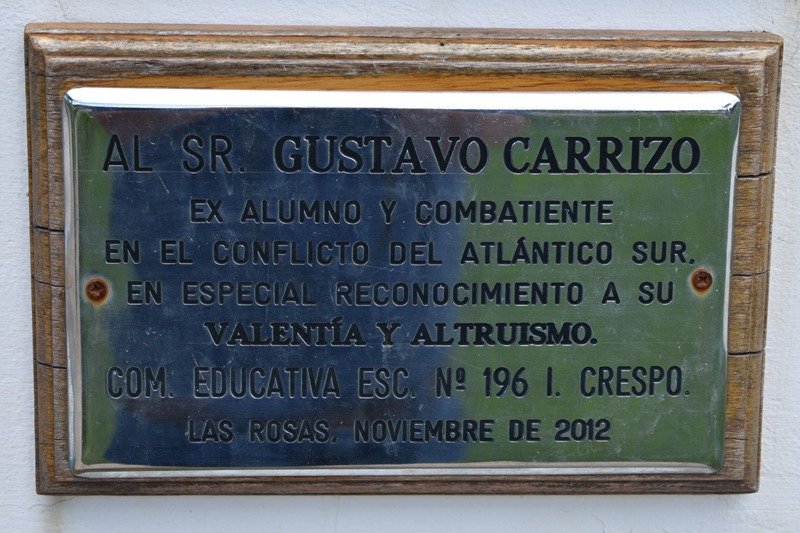 AL SR. GUSTAVO CARRIZO
EX ALUMNO Y COMBATIENTE
EN EL CONFLICTO DEL ATLÁNTICO SUR.
EN ESPECIAL RECONOCIMIENTO A SU
VALENTÍA Y ALTRUISMO.
COM. EDUCATIVA ESC. Nº 196 I. CRESPO.
LAS ROSAS, NOVIEMBRE DE 2012